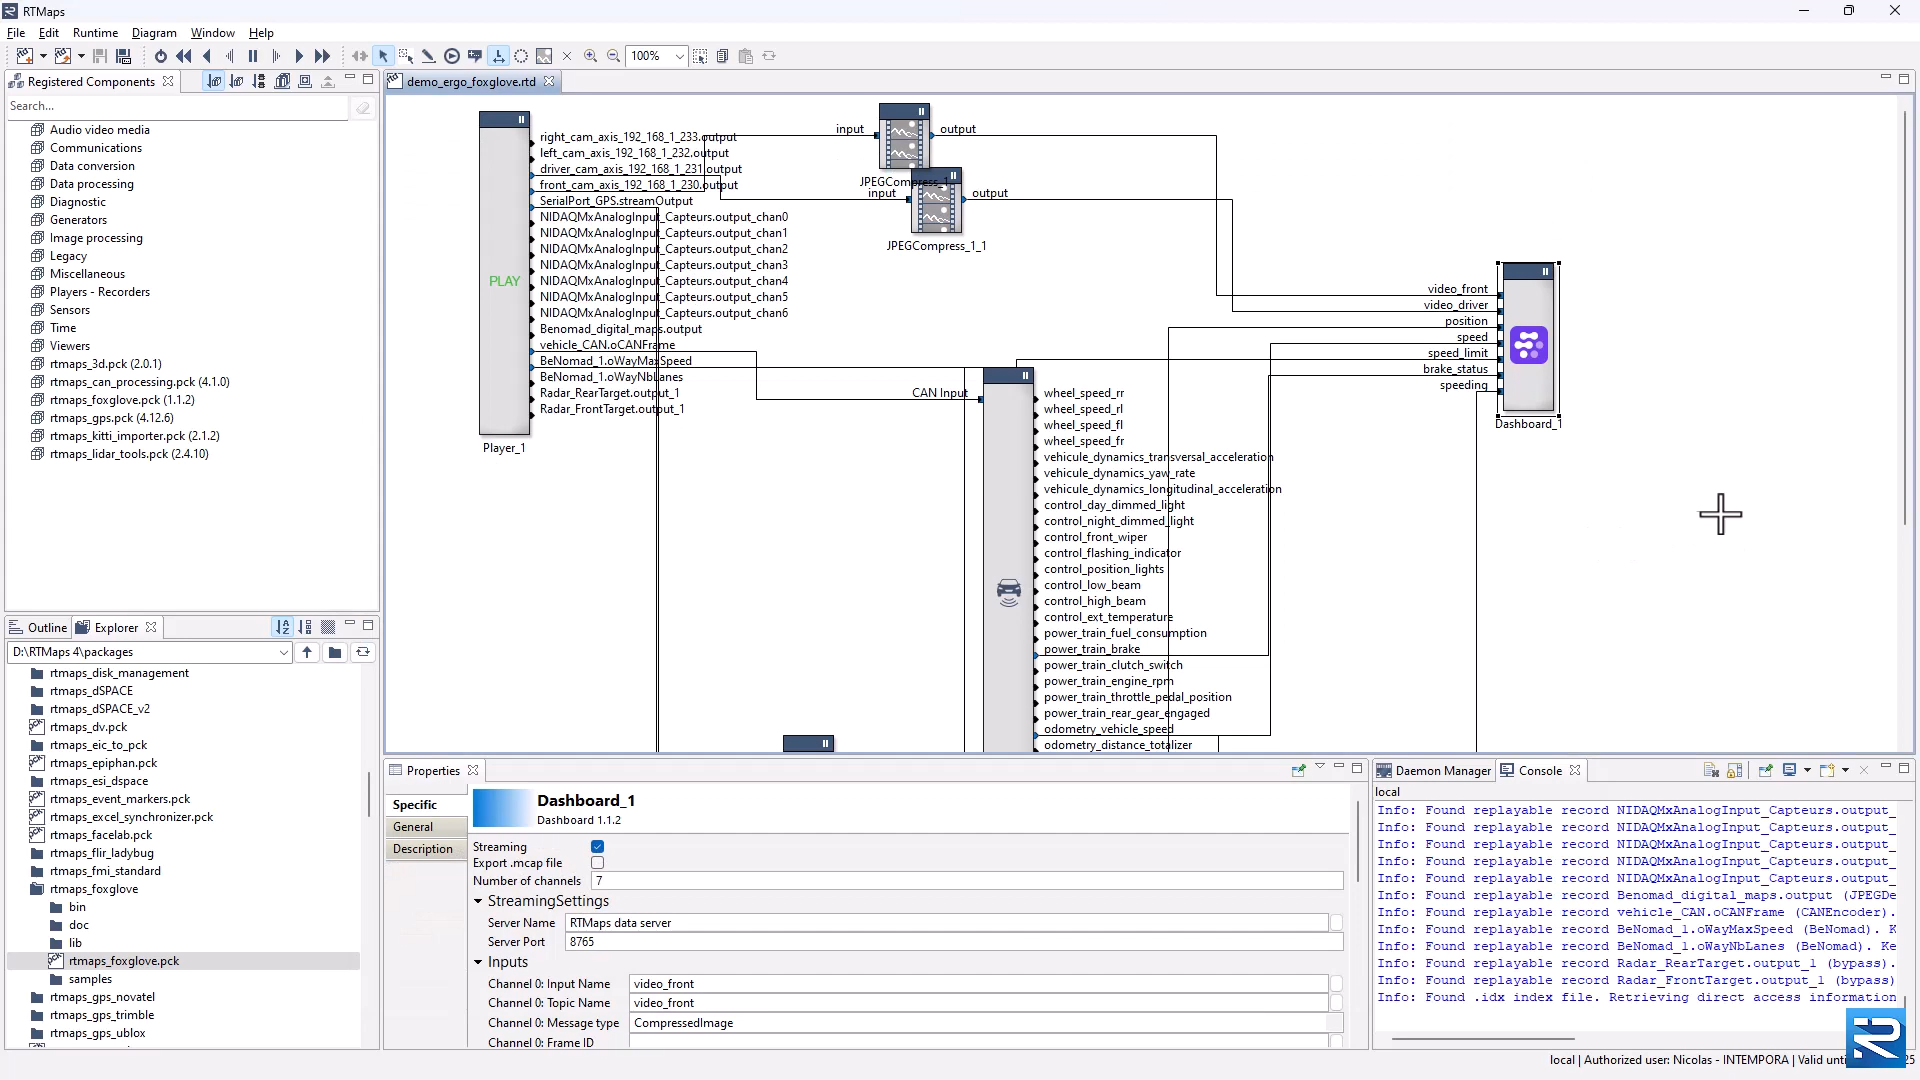 RTMaps
File Edit Runtime Diagram Window Help
100%
Registered Components
demo_ergo_foxglove.rtd
Search...
Audio video media
Communications
Data conversion
Data processing
Diagnostic
Generators
Image processing
Legacy
Miscellaneous
Players - Recorders
Sensors
Time
Viewers
rtmaps_3d.pck (2.0.1)
rtmaps_can_processing.pck (4.1.0)
rtmaps_foxglove.pck (1.1.2)
rtmaps_gps.pck (4.12.6)
rtmaps_kitti_importer.pck (2.1.2)
rtmaps_lidar_tools.pck (2.4.10)
Outline Explorer
D:\RTMaps 4\packages
rtmaps_disk_management
rtmaps_dSPACE
rtmaps_dSPACE_v2
rtmaps_dv.pck
rtmaps_eic_to_pck
rtmaps_epiphan.pck
rtmaps_esi_dspace
rtmaps_event_markers.pck
rtmaps_excel_synchronizer.pck
rtmaps_facelab.pck
rtmaps_flir_ladybug
rtmaps_fmi_standard
rtmaps_foxglove
bin
doc
lib
rtmaps_foxglove.pck
samples
rtmaps_gps_novatel
rtmaps_gps_trimble
rtmaps_gps_ublox
PLAY
right_cam_axis_192_168_1_233.output
left_cam_axis_192_168_1_232.output
driver_cam_axis_192_168_1_231.output
front_cam_axis_192_168_1_230.output
SerialPort_GPS.streamOutput
NIDAQMxAnalogInput_Capteurs.output_chan0
NIDAQMxAnalogInput_Capteurs.output_chan1
NIDAQMxAnalogInput_Capteurs.output_chan2
NIDAQMxAnalogInput_Capteurs.output_chan3
NIDAQMxAnalogInput_Capteurs.output_chan4
NIDAQMxAnalogInput_Capteurs.output_chan5
NIDAQMxAnalogInput_Capteurs.output_chan6
Benomad_digital_maps.output
vehicle_CAN.oCANFrame
BeNomad_1.oWayMaxSpeed
BeNomad_1.oWayNbLanes
Radar_RearTarget.output_1
Radar_FrontTarget.output_1
Player_1
input output
JPEGCompress_1
input output
JPEGCompress_1_1
CAN Input
wheel_speed_rr
wheel_speed_rl
wheel_speed_fl
wheel_speed_fr
vehicule_dynamics_transversal_acceleration
vehicule_dynamics_yaw_rate
vehicule_dynamics_longitudinal_acceleration
control_day_dimmed_light
control_night_dimmed_light
control_front_wiper
control_flashing_indicator
control_position_lights
control_low_beam
control_high_beam
control_ext_temperature
power_train_fuel_consumption
power_train_brake
power_train_clutch_switch
power_train_engine_rpm
power_train_throttle_pedal_position
power_train_rear_gear_engaged
odometry_vehicle_speed
odometry_distance_totalizer
video_front
video_driver
position
speed
speed_limit
brake_status
speeding
Dashboard_1
Properties
Specific
General
Description
Dashboard_1
Dashboard 1.1.2
Streaming
Export .mcap file
Number of channels 7
StreamingSettings
Server Name RTMaps data server
Server Port 8765
Inputs
Channel 0: Input Name video_front
Channel 0: Topic Name video_front
Channel 0: Message type CompressedImage
Channel 0: Frame ID
Daemon Manager Console
local
Info: Found replayable record NIDAQMxAnalogInput_Capteurs.output_
Info: Found replayable record NIDAQMxAnalogInput_Capteurs.output_
Info: Found replayable record NIDAQMxAnalogInput_Capteurs.output_
Info: Found replayable record NIDAQMxAnalogInput_Capteurs.output_
Info: Found replayable record NIDAQMxAnalogInput_Capteurs.output_
Info: Found replayable record Benomad_digital_maps.output (JPEGDe
Info: Found replayable record vehicle_CAN.oCANFrame (CANEncoder).
Info: Found replayable record BeNomad_1.oWayMaxSpeed (BeNomad). K
Info: Found replayable record BeNomad_1.oWayNbLanes (BeNomad). Ke
Info: Found replayable record Radar_RearTarget.output_1 (bypass).
Info: Found replayable record Radar_FrontTarget.output_1 (bypass)
Info: Found .idx index file. Retrieving direct access information
local | Authorized user: Nicolas - INTEMPORA | Valid unti 25